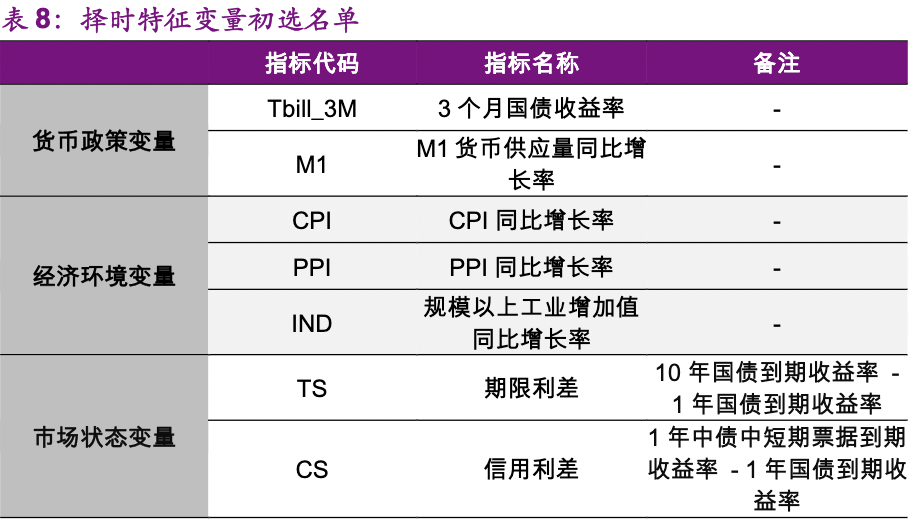 表 8：择时特征变量初选名单
指标代码 指标名称 备注
货币政策变量
Tbill_3M 3 个月国债收益率 -
M1 M1 货币供应量同比增
长率 -
经济环境变量
CPI CPI 同比增长率 -
PPI PPI 同比增长率 -
IND 规模以上工业增加值
同比增长率 -
市场状态变量
TS 期限利差 10 年国债到期收益率 -
1 年国债到期收益率
CS 信用利差 1 年中债中短期票据到期
收益率 - 1 年国债到期收
益率